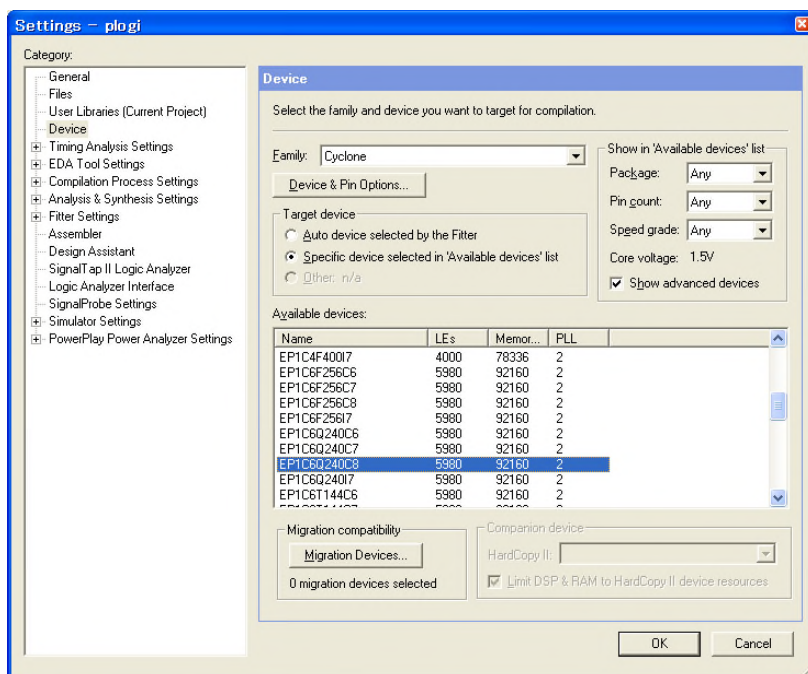 Settings - plogi
Category:
General
Files
User Libraries (Current Project)
Device
Timing Analysis Settings
EDA Tool Settings
Compilation Process Settings
Analysis & Synthesis Settings
Fitter Settings
Assembler
Design Assistant
SignalTap II Logic Analyzer
Logic Analyzer Interface
SignalProbe Settings
Simulator Settings
PowerPlay Power Analyzer Settings
Device
Select the family and device you want to target for compilation.
Family: Cyclone
Device & Pin Options...
Target device
Auto device selected by the Fitter
Specific device selected in 'Available devices' list
Other: n/a
Show in 'Available devices' list
Package: Any
Pin count: Any
Speed grade: Any
Core voltage: 1.5V
Show advanced devices
Available devices:
Name LEs Memor... PLL
EP1C4F400I7 4000 78336 2
EP1C6F256C6 5980 92160 2
EP1C6F256C7 5980 92160 2
EP1C6F256C8 5980 92160 2
EP1C6F256I7 5980 92160 2
EP1C6Q240C6 5980 92160 2
EP1C6Q240C7 5980 92160 2
EP1C6Q240C8 5980 92160 2
EP1C6Q240I7 5980 92160 2
EP1C6T144C6 5980 92160 2
Migration compatibility
Migration Devices...
0 migration devices selected
Companion device
HardCopy II:
Limit DSP & RAM to HardCopy II device resources
OK
Cancel